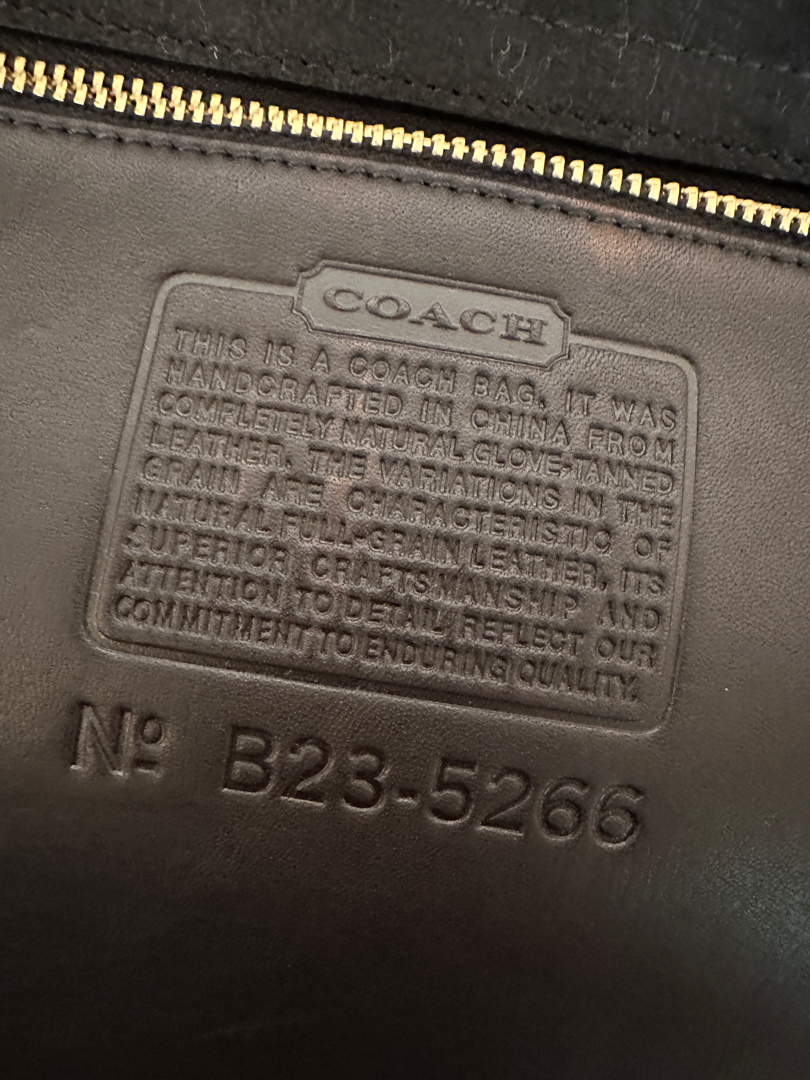 COACH
THIS IS A COACH BAG. IT WAS
HANDCRAFTED IN CHINA FROM
COMPLETELY NATURAL GLOVE-TANNED
LEATHER. THE VARIATIONS IN THE
GRAIN ARE CHARACTERISTIC OF
NATURAL FULL-GRAIN LEATHER. ITS
SUPERIOR CRAFTSMANSHIP AND
ATTENTION TO DETAIL REFLECT OUR
COMMITMENT TO ENDURING QUALITY.
Nº B23-5266